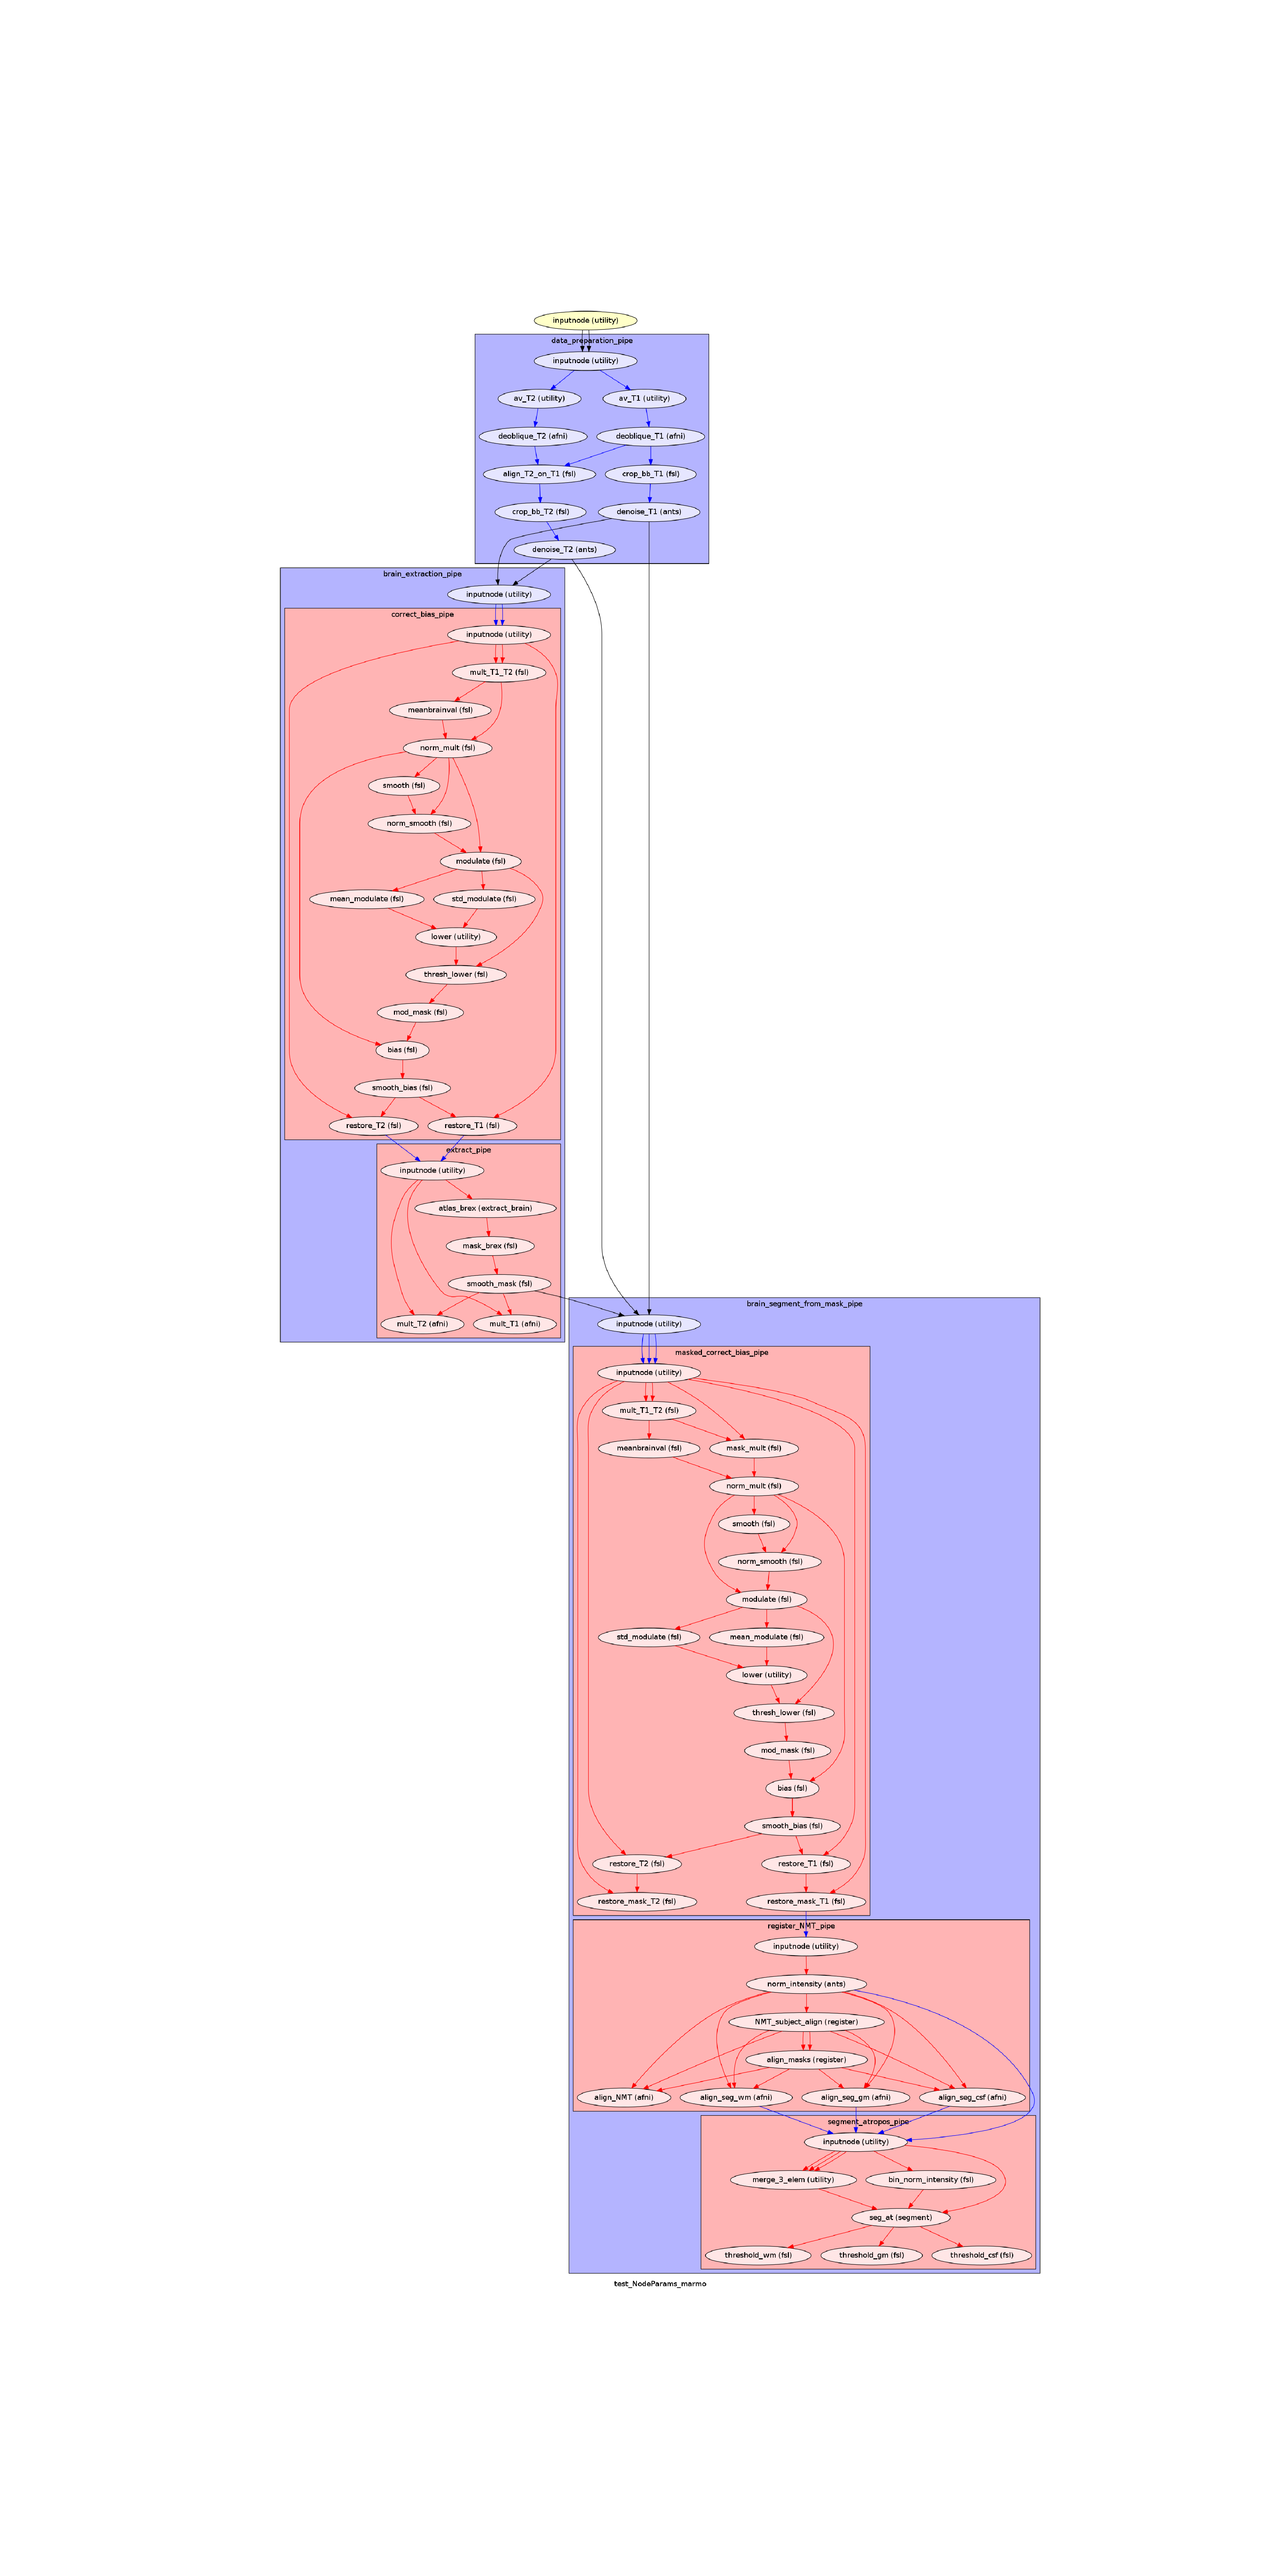 inputnode (utility)
data_preparation_pipe
inputnode (utility)
av_T2 (utility) av_T1 (utility)
deoblique_T2 (afni) deoblique_T1 (afni)
align_T2_on_T1 (fsl) crop_bb_T1 (fsl)
crop_bb_T2 (fsl) denoise_T1 (ants)
denoise_T2 (ants)
brain_extraction_pipe
inputnode (utility)
correct_bias_pipe
inputnode (utility)
mult_T1_T2 (fsl)
meanbrainval (fsl)
norm_mult (fsl)
smooth (fsl)
norm_smooth (fsl)
modulate (fsl)
mean_modulate (fsl) std_modulate (fsl)
lower (utility)
thresh_lower (fsl)
mod_mask (fsl)
bias (fsl)
smooth_bias (fsl)
restore_T2 (fsl) restore_T1 (fsl)
extract_pipe
inputnode (utility)
atlas_brex (extract_brain)
mask_brex (fsl)
smooth_mask (fsl)
mult_T2 (afni) mult_T1 (afni)
brain_segment_from_mask_pipe
inputnode (utility)
masked_correct_bias_pipe
inputnode (utility)
mult_T1_T2 (fsl)
meanbrainval (fsl) mask_mult (fsl)
norm_mult (fsl)
smooth (fsl)
norm_smooth (fsl)
modulate (fsl)
std_modulate (fsl) mean_modulate (fsl)
lower (utility)
thresh_lower (fsl)
mod_mask (fsl)
bias (fsl)
smooth_bias (fsl)
restore_T2 (fsl) restore_T1 (fsl)
restore_mask_T2 (fsl) restore_mask_T1 (fsl)
register_NMT_pipe
inputnode (utility)
norm_intensity (ants)
NMT_subject_align (register)
align_masks (register)
align_NMT (afni) align_seg_wm (afni) align_seg_gm (afni) align_seg_csf (afni)
segment_atropos_pipe
inputnode (utility)
merge_3_elem (utility) bin_norm_intensity (fsl)
seg_at (segment)
threshold_wm (fsl) threshold_gm (fsl) threshold_csf (fsl)
test_NodeParams_marmo